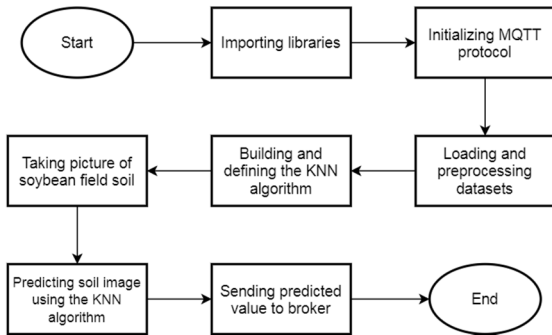 Start
Importing libraries
Initializing MQTT
protocol
Loading and
preprocessing
datasets
Building and
defining the KNN
algorithm
Taking picture of
soybean field soil
Predicting soil image
using the KNN
algorithm
Sending predicted
value to broker
End